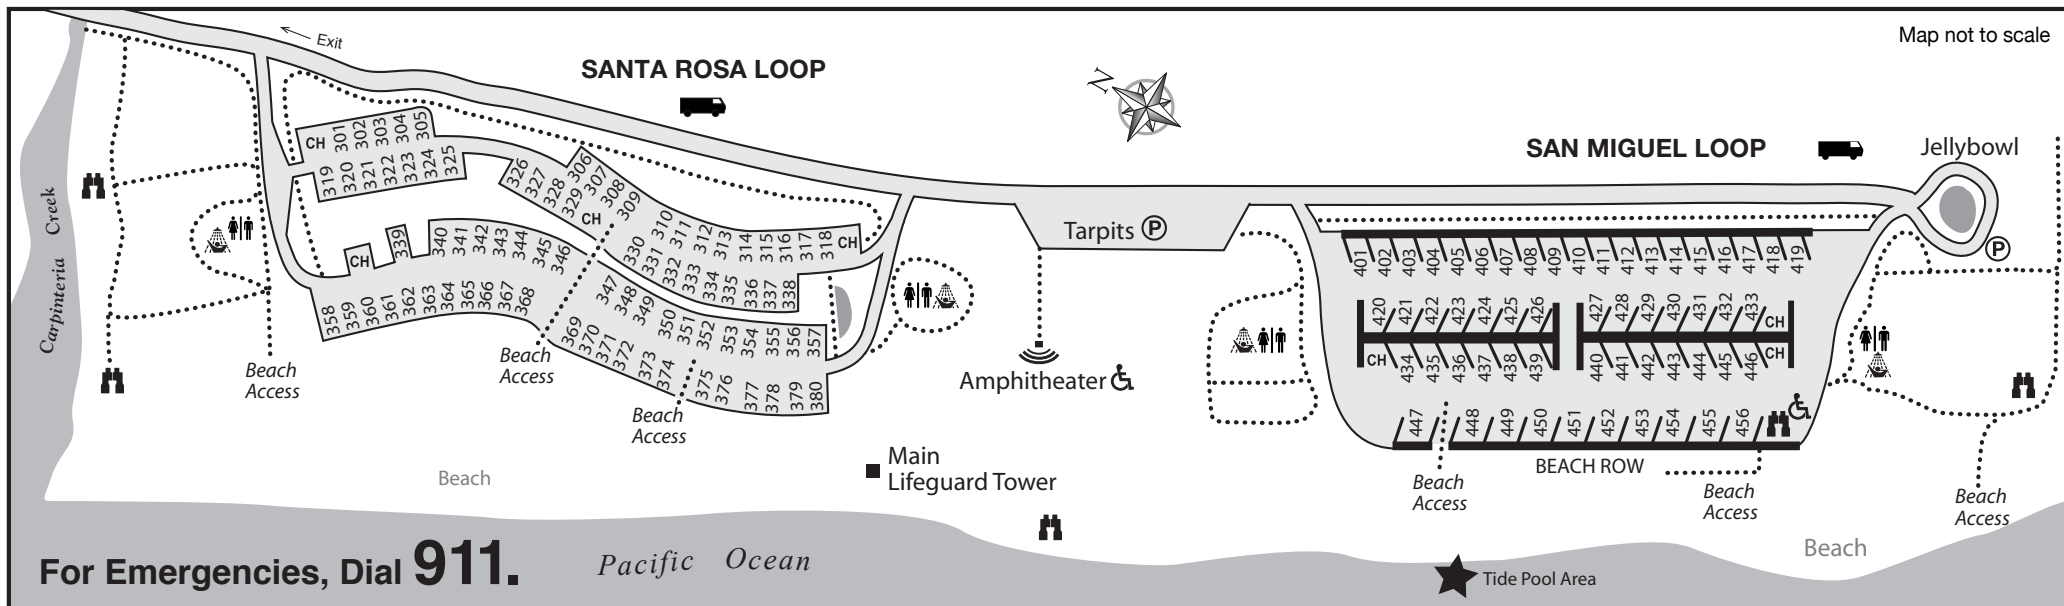 Map not to scale
Exit
SANTA ROSA LOOP
N
SAN MIGUEL LOOP
Jellybowl
CH 301 302 303 304 305
319 320 321 322 323 324 325
326 327 328 329 CH
306 307 308 309
310 311 312 313 314 315 316 317 318 CH
330 331 332 333 334 335 336 337 338
CH 339 340 341 342 343 344 345 346
347 348 349 350 351 352 353 354 355 356 357
358 359 360 361 362 363 364 365 366 367 368
369 370 371 372 373 374
375 376 377 378 379 380
Carpinteria Creek
Beach
Access
Beach
Access
Beach
Access
Tarpits P
Amphitheater
P
401 402 403 404 405 406 407 408 409 410 411 412 413 414 415 416 417 418 419
420 421 422 423 424 425 426
427 428 429 430 431 432 433 CH
CH 434 435 436 437 438 439
440 441 442 443 444 445 446 CH
447 448 449 450 451 452 453 454 455 456
BEACH ROW
Beach
Access
Beach
Access
Beach
Access
Main
Lifeguard Tower
Beach
Beach
For Emergencies, Dial 911.
Pacific Ocean
Tide Pool Area